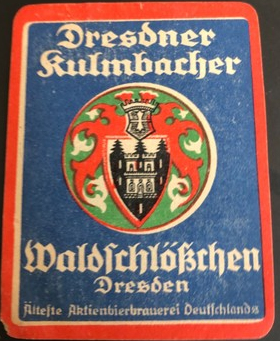 Dresdner
Kulmbacher
Waldschlößchen
Dresden
Älteste Aktienbierbrauerei Deutschlands